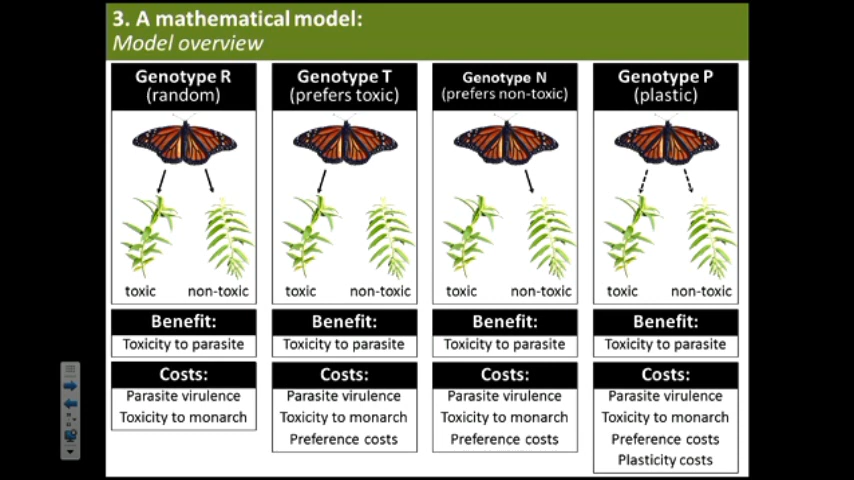 3. A mathematical model:
Model overview
Genotype R
(random)
toxic
non-toxic
Benefit:
Toxicity to parasite
Costs:
Parasite virulence
Toxicity to monarch
Genotype T
(prefers toxic)
toxic
non-toxic
Benefit:
Toxicity to parasite
Costs:
Parasite virulence
Toxicity to monarch
Preference costs
Genotype N
(prefers non-toxic)
toxic
non-toxic
Benefit:
Toxicity to parasite
Costs:
Parasite virulence
Toxicity to monarch
Preference costs
Genotype P
(plastic)
toxic
non-toxic
Benefit:
Toxicity to parasite
Costs:
Parasite virulence
Toxicity to monarch
Preference costs
Plasticity costs